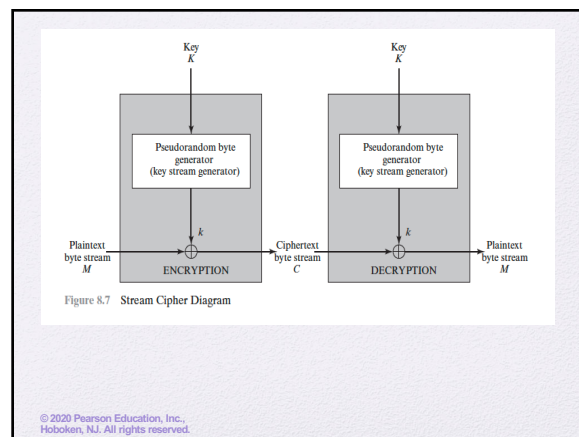 Key
K
Key
K
Pseudorandom byte
generator
(key stream generator)
Pseudorandom byte
generator
(key stream generator)
k
k
Plaintext
byte stream
M
ENCRYPTION
Ciphertext
byte stream
C
DECRYPTION
Plaintext
byte stream
M
Figure 8.7 Stream Cipher Diagram
© 2020 Pearson Education, Inc.,
Hoboken, NJ. All rights reserved.